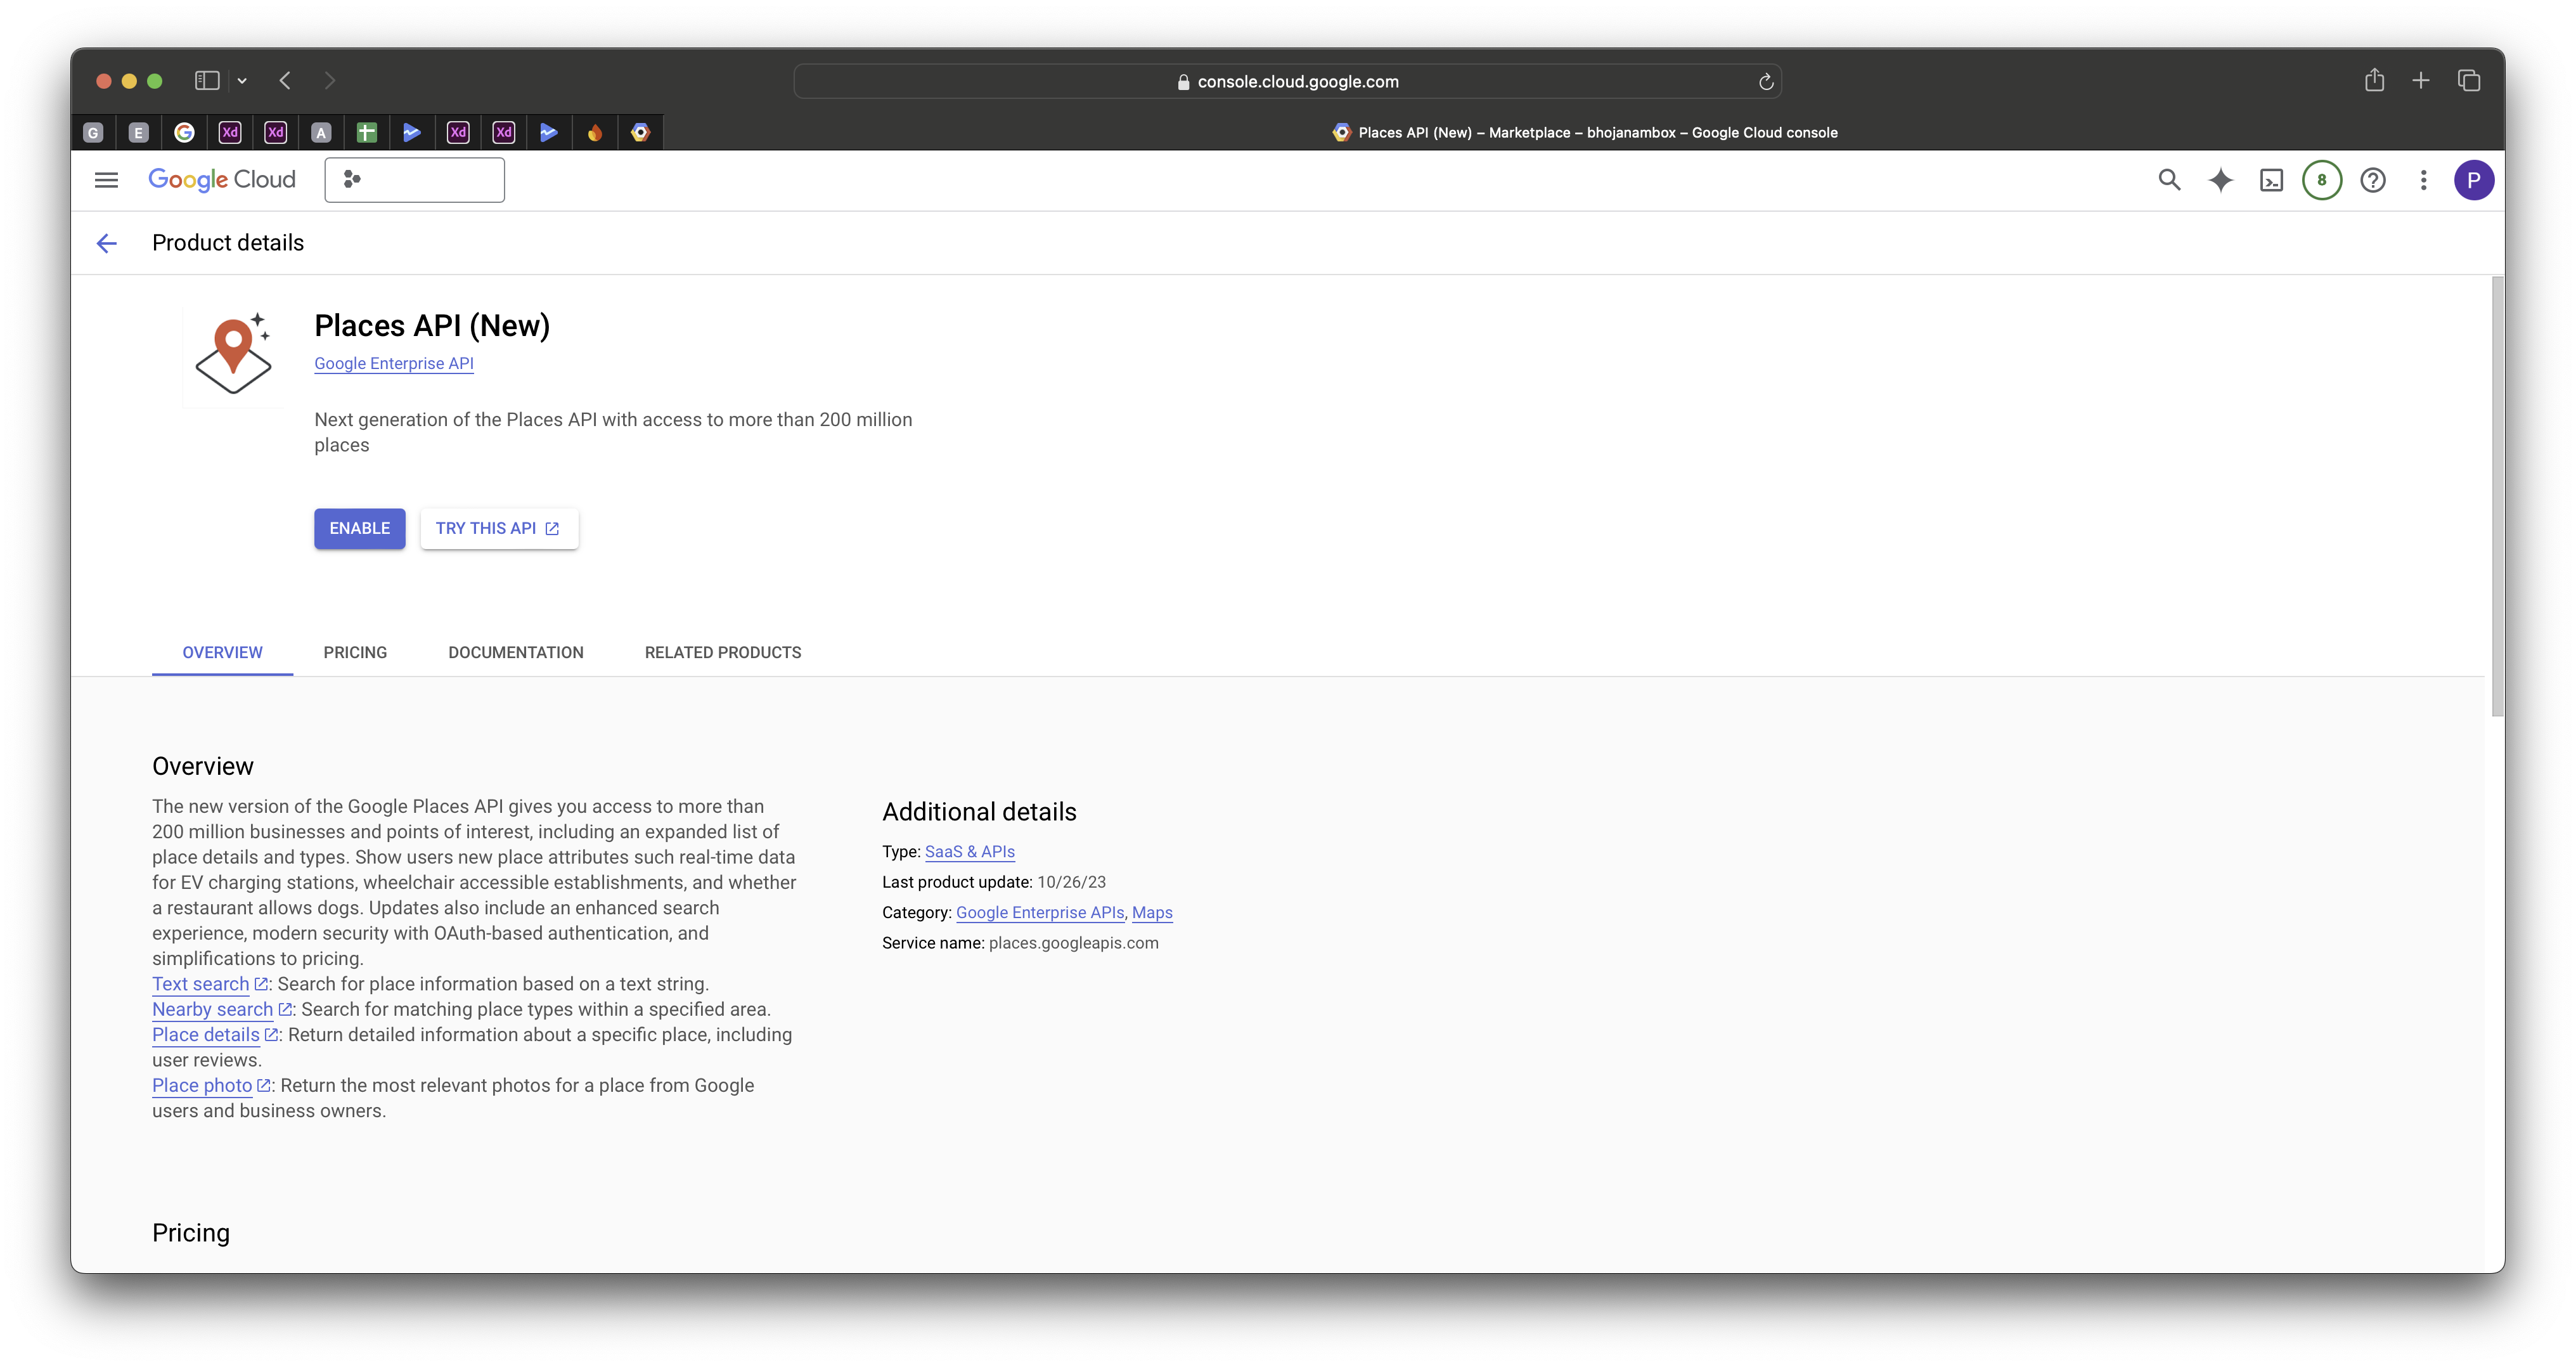 console.cloud.google.com
G E G Xd Xd A Xd Xd
Places API (New) – Marketplace – bhojanambox – Google Cloud console
Google Cloud
8
P
Product details
Places API (New)
Google Enterprise API
Next generation of the Places API with access to more than 200 million
places
ENABLE TRY THIS API
OVERVIEW PRICING DOCUMENTATION RELATED PRODUCTS
Overview
The new version of the Google Places API gives you access to more than
200 million businesses and points of interest, including an expanded list of
place details and types. Show users new place attributes such real-time data
for EV charging stations, wheelchair accessible establishments, and whether
a restaurant allows dogs. Updates also include an enhanced search
experience, modern security with OAuth-based authentication, and
simplifications to pricing.
Text search: Search for place information based on a text string.
Nearby search: Search for matching place types within a specified area.
Place details: Return detailed information about a specific place, including
user reviews.
Place photo: Return the most relevant photos for a place from Google
users and business owners.
Additional details
Type: SaaS & APIs
Last product update: 10/26/23
Category: Google Enterprise APIs, Maps
Service name: places.googleapis.com
Pricing